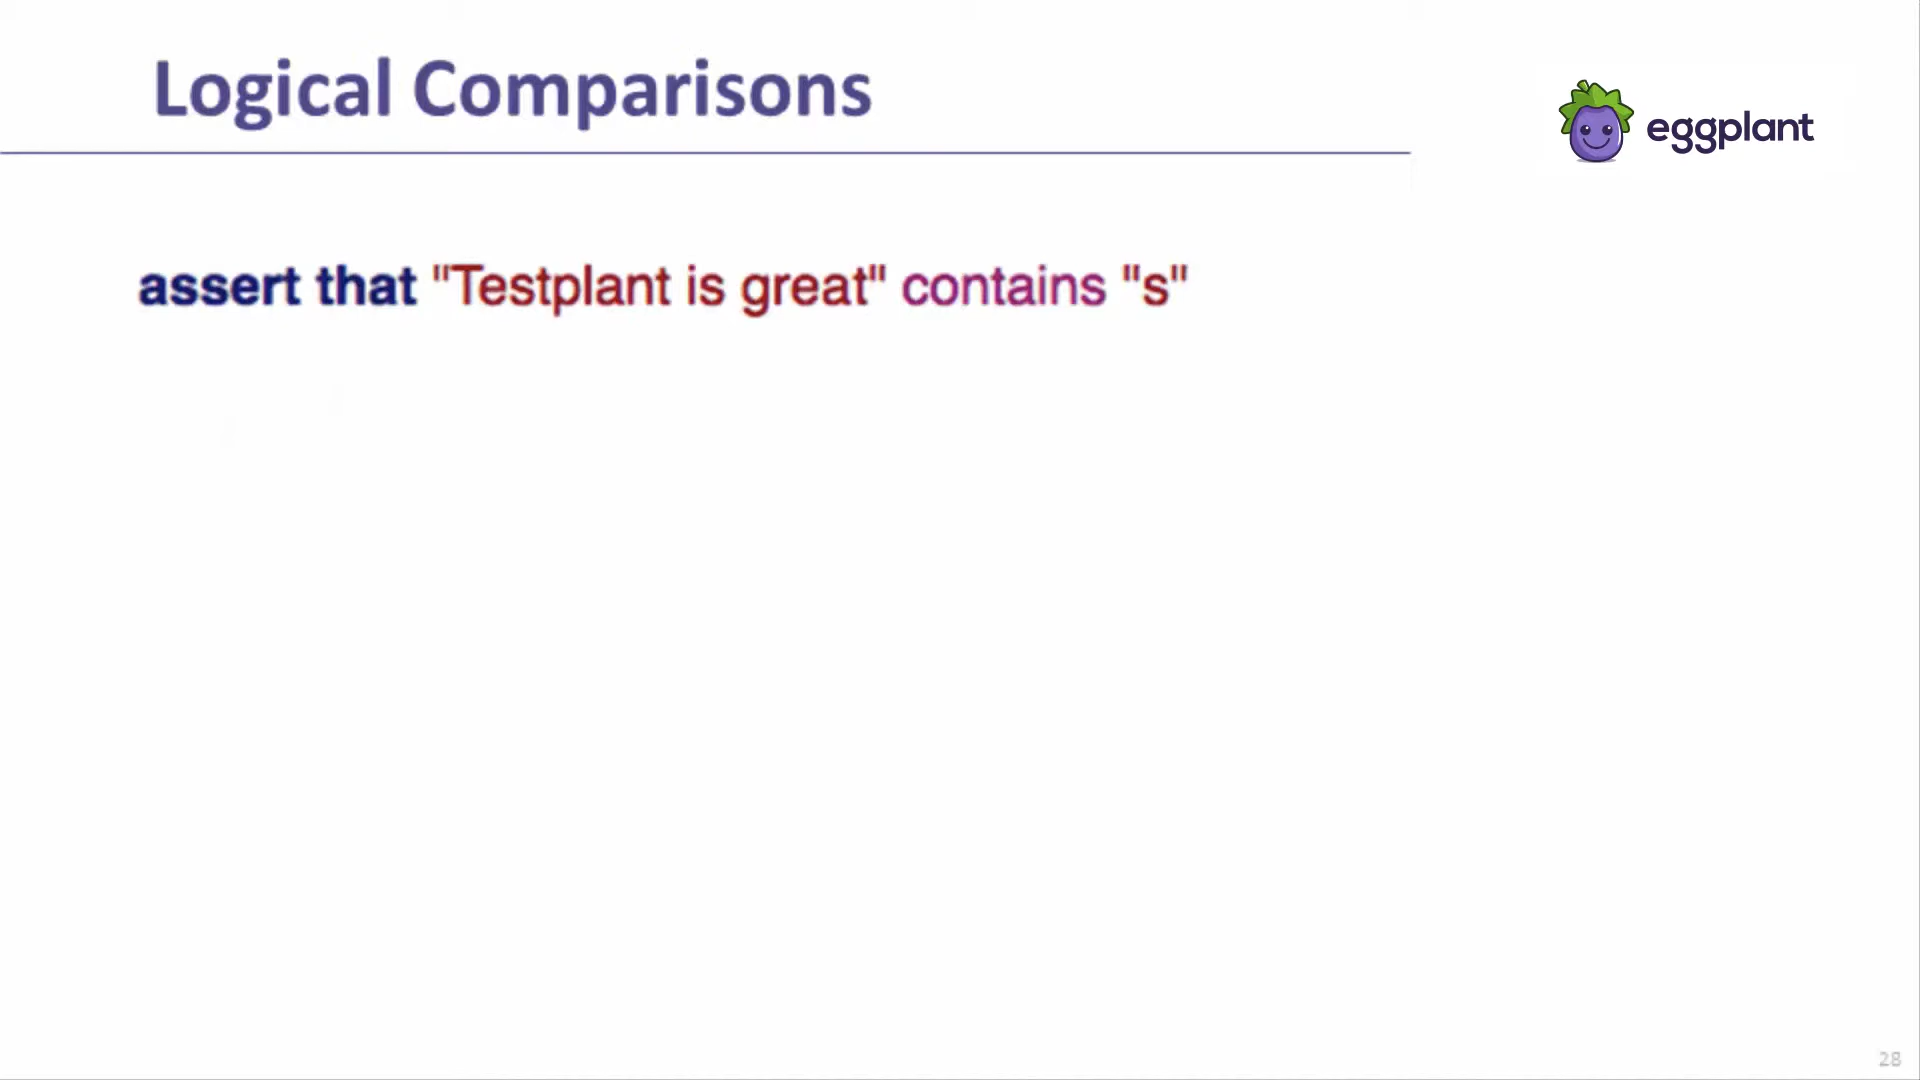 Logical Comparisons
eggplant
assert that "Testplant is great" contains "s"
28